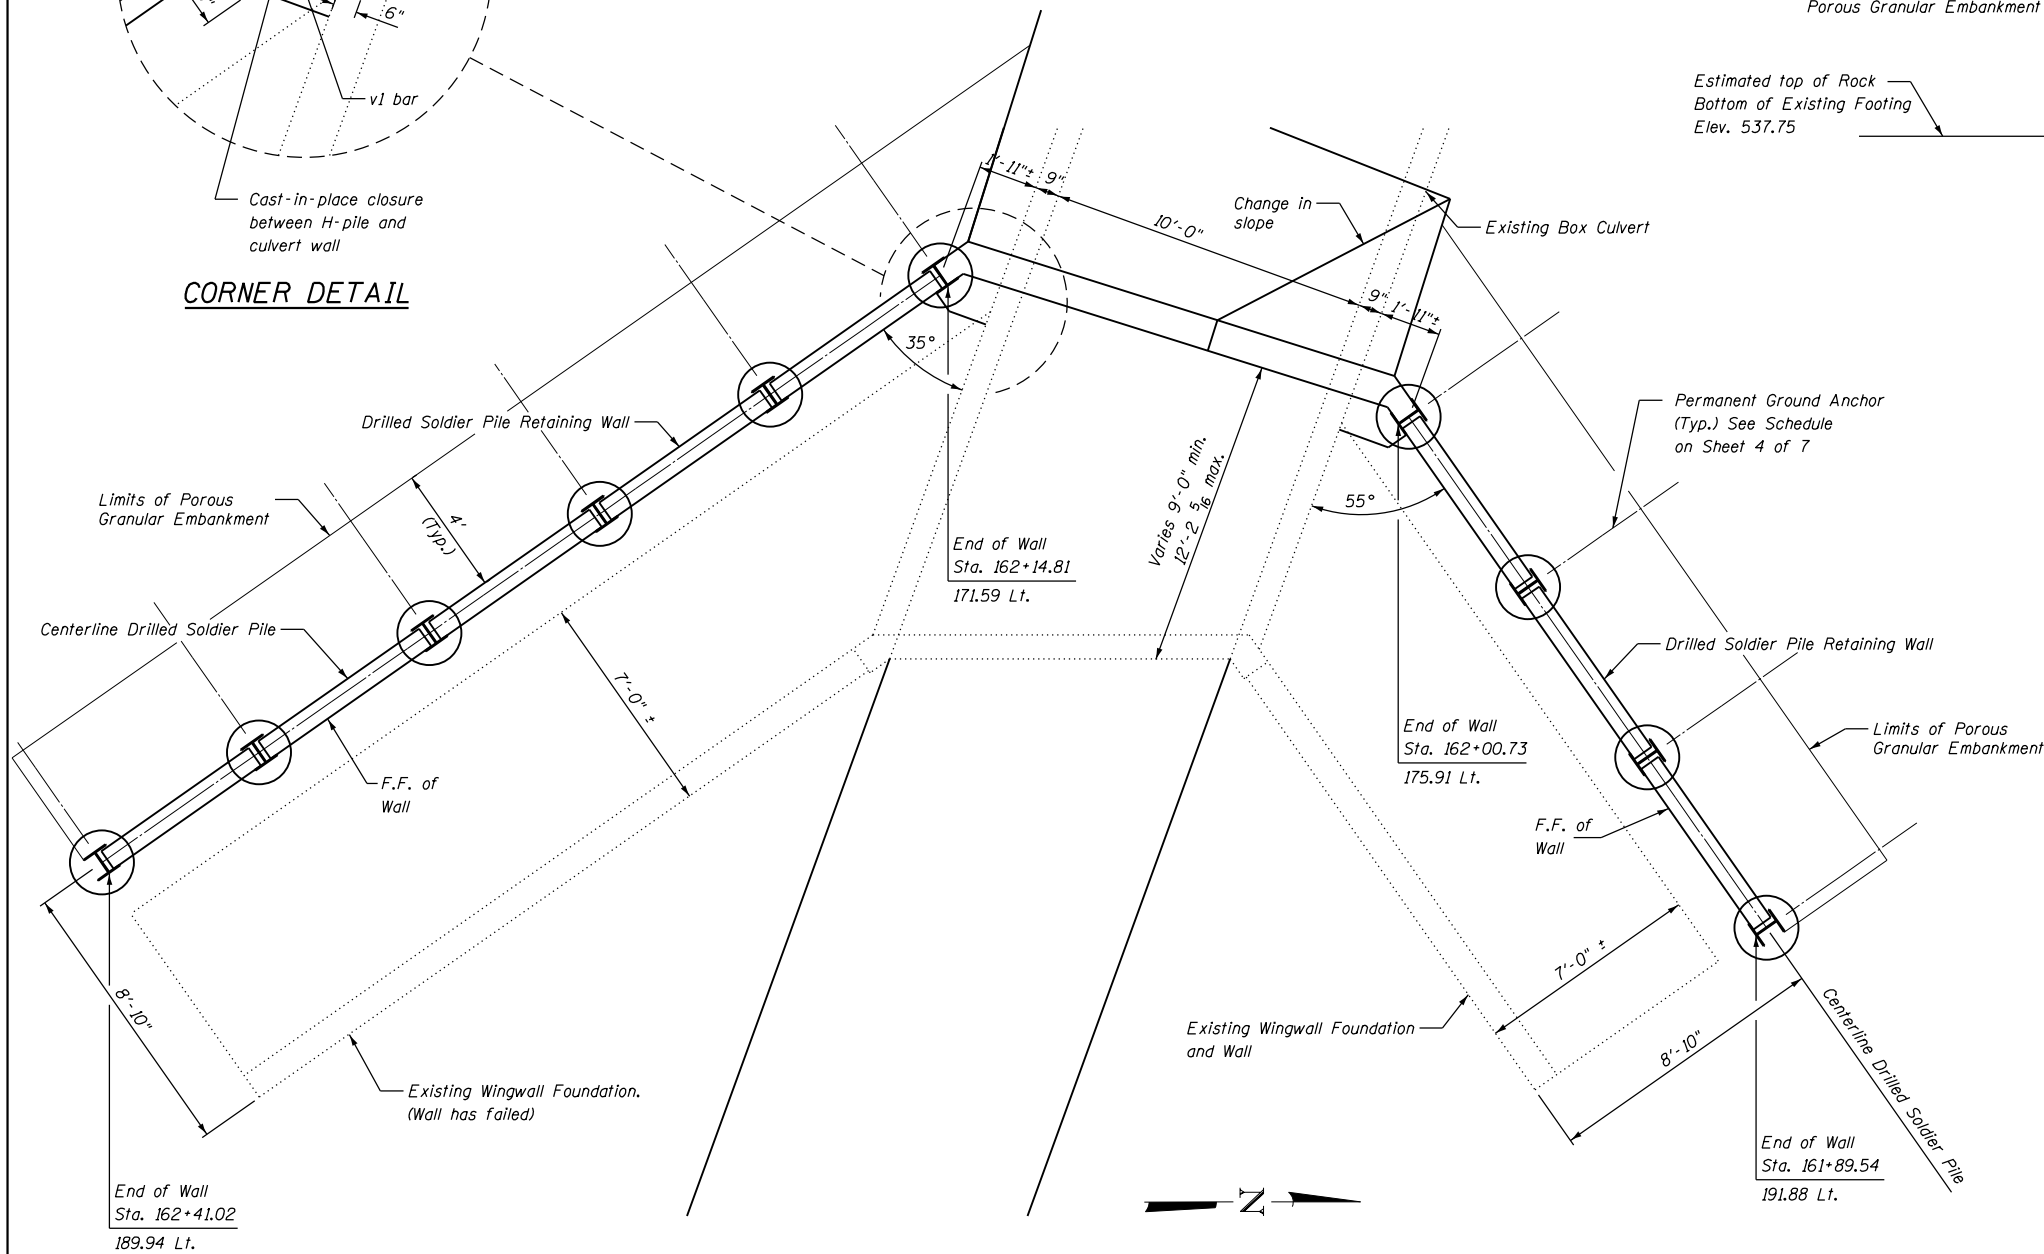 6"
v1 bar
Cast-in-place closure
between H-pile and
culvert wall
CORNER DETAIL
Porous Granular Embankment
Estimated top of Rock
Bottom of Existing Footing
Elev. 537.75
1'-11"±
9"
10'-0"
9"
1'-11"±
Change in
slope
Existing Box Culvert
35°
Drilled Soldier Pile Retaining Wall
Permanent Ground Anchor
(Typ.) See Schedule
on Sheet 4 of 7
Limits of Porous
Granular Embankment
4'
(Typ.)
55°
Varies 9'-0" min.
12'-2 5/16 max.
End of Wall
Sta. 162+14.81
171.59 Lt.
Centerline Drilled Soldier Pile
Drilled Soldier Pile Retaining Wall
7'-0" ±
End of Wall
Sta. 162+00.73
175.91 Lt.
Limits of Porous
Granular Embankment
F.F. of
Wall
F.F. of
Wall
8'-10"
7'-0" ±
Existing Wingwall Foundation
and Wall
8'-10"
Centerline Drilled Soldier Pile
Existing Wingwall Foundation.
(Wall has failed)
End of Wall
Sta. 161+89.54
191.88 Lt.
End of Wall
Sta. 162+41.02
189.94 Lt.
N